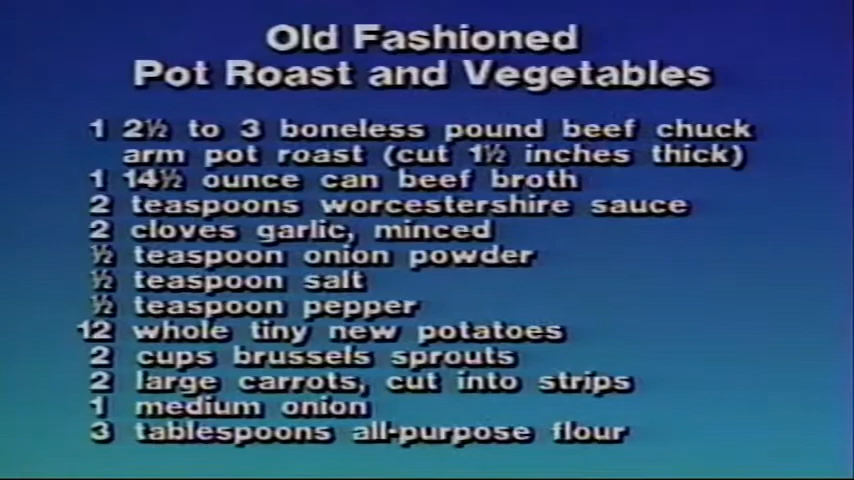 Old Fashioned
Pot Roast and Vegetables
1 2½ to 3 boneless pound beef chuck
arm pot roast (cut 1½ inches thick)
1 14½ ounce can beef broth
2 teaspoons worcestershire sauce
2 cloves garlic, minced
½ teaspoon onion powder
½ teaspoon salt
½ teaspoon pepper
12 whole tiny new potatoes
2 cups brussels sprouts
2 large carrots, cut into strips
1 medium onion
3 tablespoons all-purpose flour